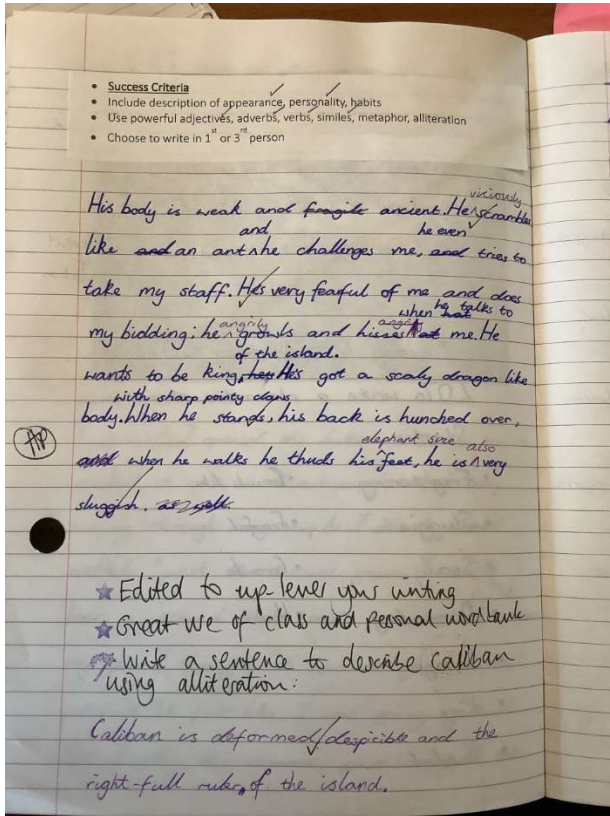 Success Criteria
Include description of appearance, personality, habits
Use powerful adjectives, adverbs, verbs, similes, metaphor, alliteration
Choose to write in 1st or 3rd person
viciously
His body is weak and fragile ancient. He scrambles
and he even
like and an ant he challenges me, and tries to
take my staff. He's very fearful of me and does
when he talks to
angrily
my bidding; he growls and hisses at me. He
of the island.
wants to be king, he's He's got a scaly dragon like
with sharp pointy claws
body. When he stands, his back is hunched over,
elephant size also
AP
and when he walks he thuds his feet, he is very
sluggish. as well.
Edited to up-level your writing
Great use of class and personal wordbank
Write a sentence to describe Caliban
using alliteration:
Caliban is deformed, despicible and the
right-full ruler of the island.